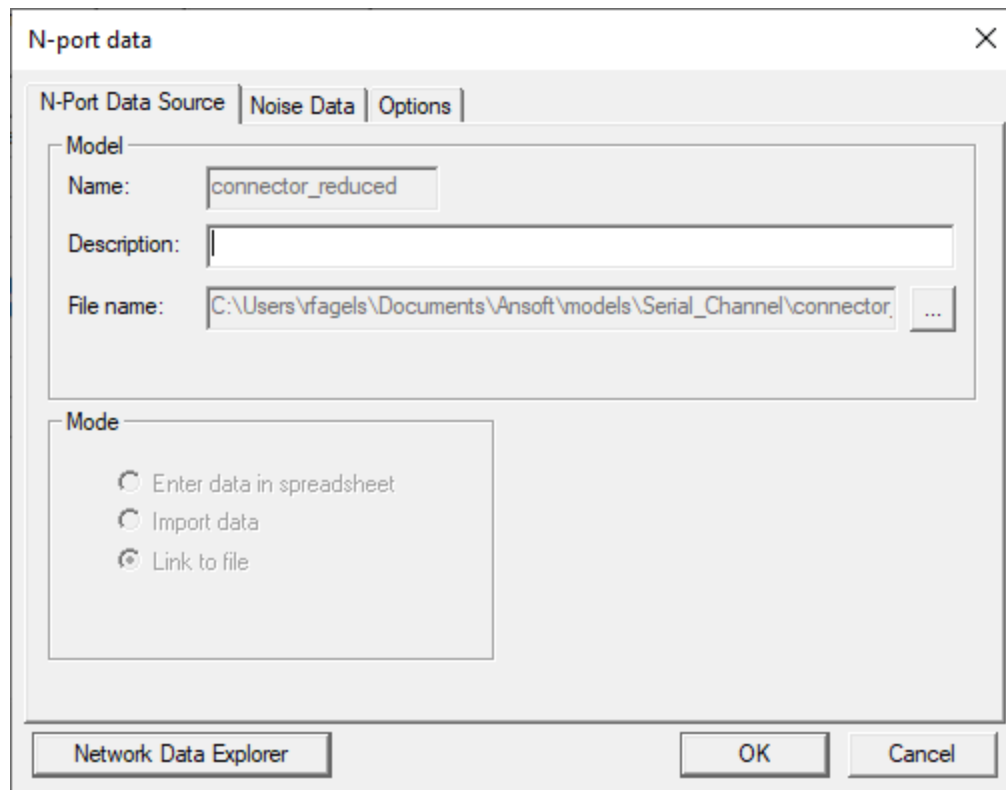 N-port data
N-Port Data Source Noise Data Options
Model
Name: connector_reduced
Description:
File name: C:\Users\rfagels\Documents\Ansoft\models\Serial_Channel\connector_ ...
Mode
Enter data in spreadsheet
Import data
Link to file
Network Data Explorer OK Cancel